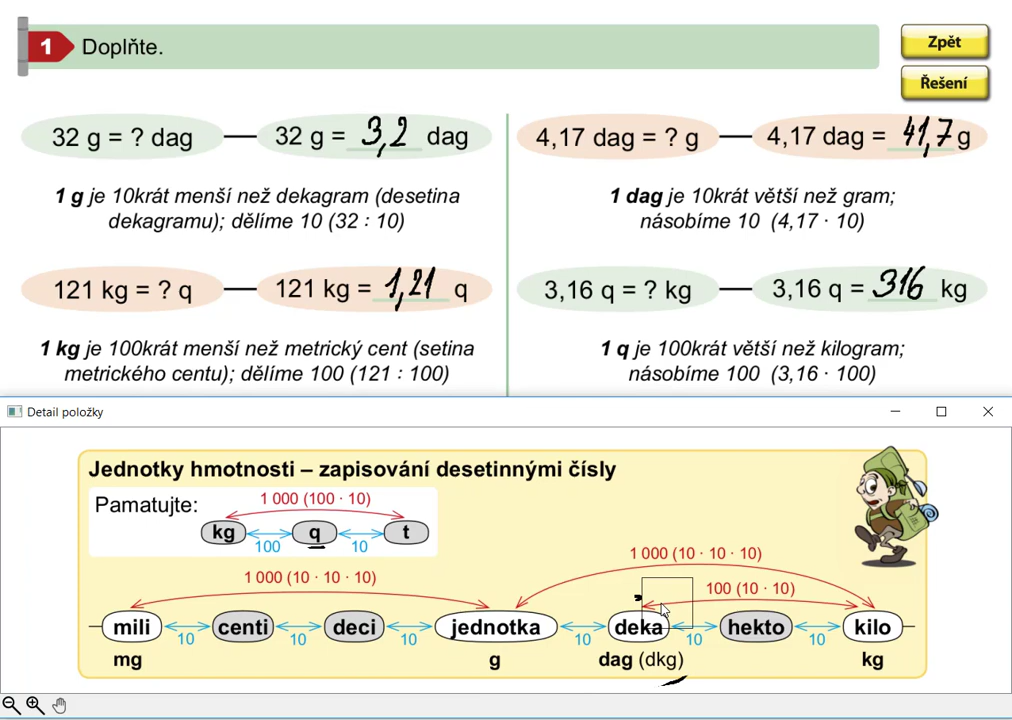 1 Doplňte.
Zpět
Řešení
32 g = ? dag
32 g = 3,2 dag
4,17 dag = ? g
4,17 dag = 41,7 g
1 g je 10krát menší než dekagram (desetina
dekagramu); dělíme 10 (32 : 10)
1 dag je 10krát větší než gram;
násobíme 10 (4,17 · 10)
121 kg = ? q
121 kg = 1,21 q
3,16 q = ? kg
3,16 q = 316 kg
1 kg je 100krát menší než metrický cent (setina
metrického centu); dělíme 100 (121 : 100)
1 q je 100krát větší než kilogram;
násobíme 100 (3,16 · 100)
Detail položky
Jednotky hmotnosti – zapisování desetinnými čísly
Pamatujte:
1 000 (100 · 10)
kg q t
100 10
1 000 (10 · 10 · 10)
1 000 (10 · 10 · 10)
100 (10 · 10)
mili centi deci jednotka deka hekto kilo
10 10 10 10 10 10
mg g dag (dkg) kg